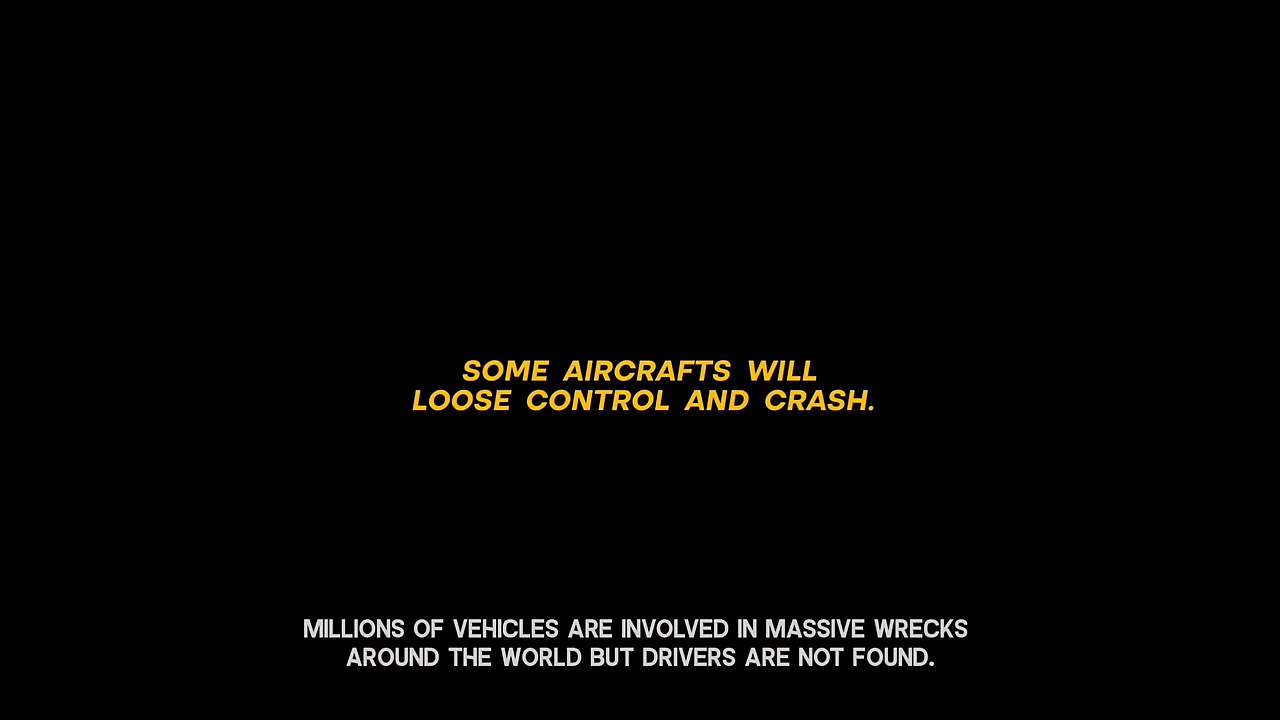 SOME AIRCRAFTS WILL
LOOSE CONTROL AND CRASH.
MILLIONS OF VEHICLES ARE INVOLVED IN MASSIVE WRECKS
AROUND THE WORLD BUT DRIVERS ARE NOT FOUND.